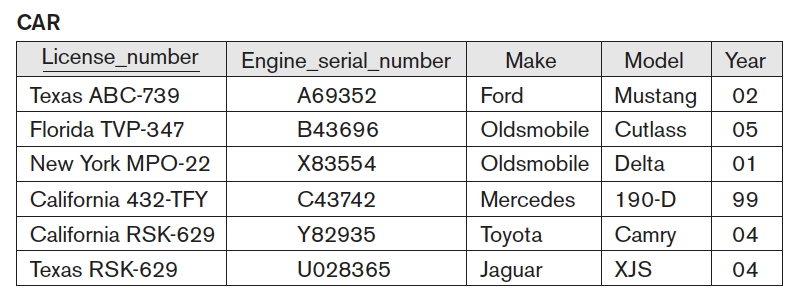 CAR
License_number Engine_serial_number Make Model Year
Texas ABC-739 A69352 Ford Mustang 02
Florida TVP-347 B43696 Oldsmobile Cutlass 05
New York MPO-22 X83554 Oldsmobile Delta 01
California 432-TFY C43742 Mercedes 190-D 99
California RSK-629 Y82935 Toyota Camry 04
Texas RSK-629 U028365 Jaguar XJS 04